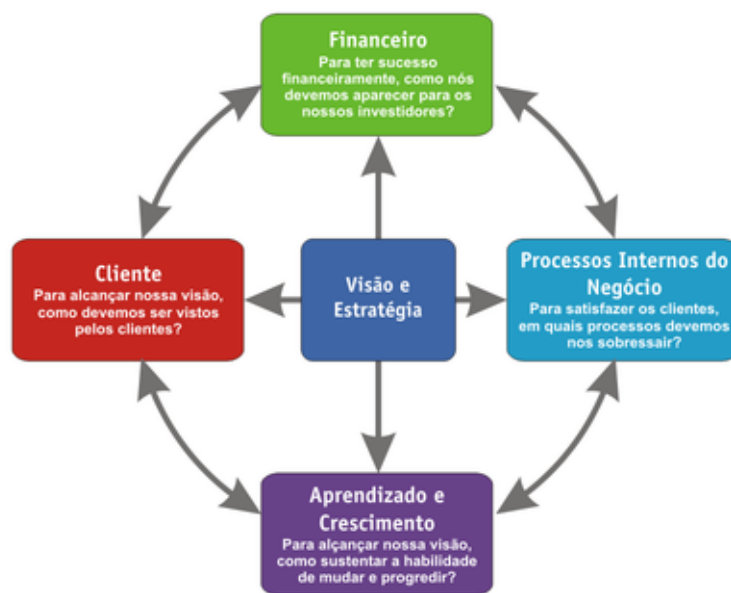 Financeiro
Para ter sucesso
financeiramente, como nós
devemos aparecer para os
nossos investidores?
Cliente
Para alcançar nossa visão,
como devemos ser vistos
pelos clientes?
Visão e
Estratégia
Processos Internos do
Negócio
Para satisfazer os clientes,
em quais processos devemos
nos sobressair?
Aprendizado e
Crescimento
Para alçançar nossa visão,
como sustentar a habilidade
de mudar e progredir?